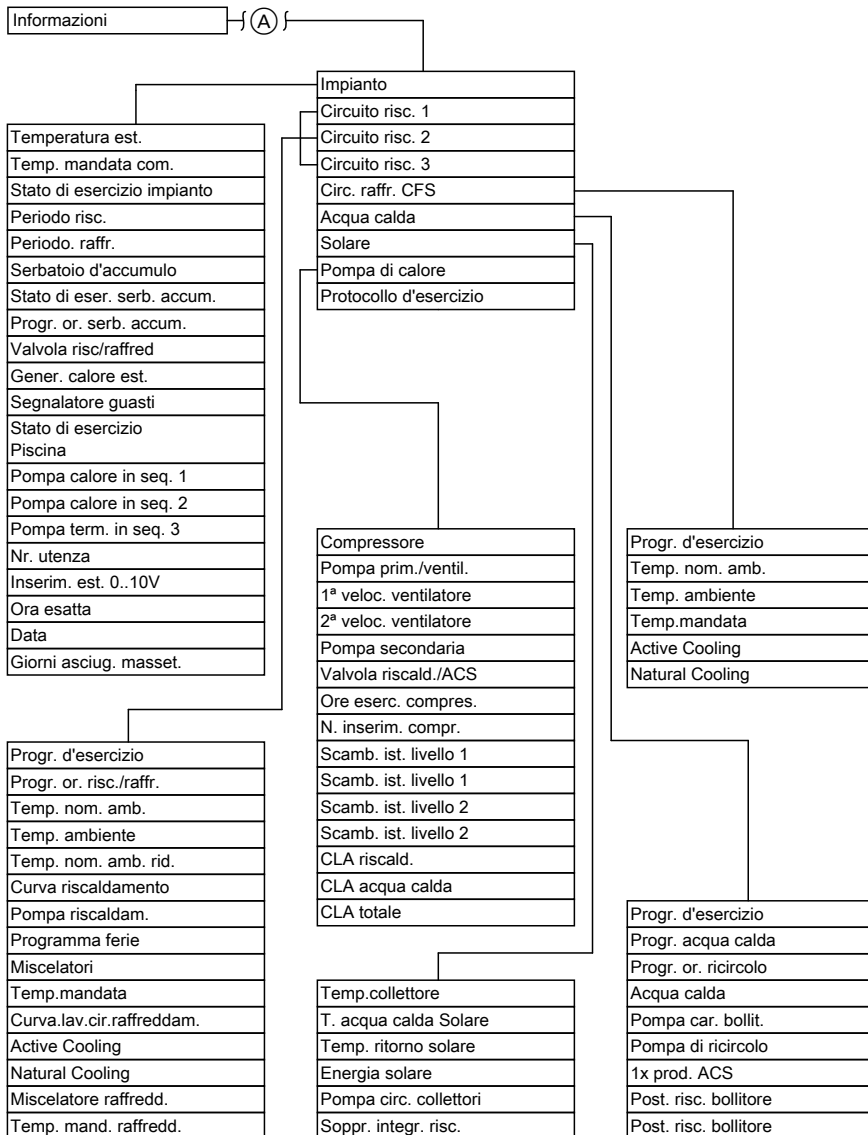 Informazioni
A
Impianto
Circuito risc. 1
Circuito risc. 2
Circuito risc. 3
Circ. raffr. CFS
Acqua calda
Solare
Pompa di calore
Protocollo d'esercizio
Temperatura est.
Temp. mandata com.
Stato di esercizio impianto
Periodo risc.
Periodo. raffr.
Serbatoio d'accumulo
Stato di eser. serb. accum.
Progr. or. serb. accum.
Valvola risc/raffred
Gener. calore est.
Segnalatore guasti
Stato di esercizio
Piscina
Pompa calore in seq. 1
Pompa calore in seq. 2
Pompa term. in seq. 3
Nr. utenza
Inserim. est. 0..10V
Ora esatta
Data
Giorni asciug. masset.
Compressore
Pompa prim./ventil.
1ª veloc. ventilatore
2ª veloc. ventilatore
Pompa secondaria
Valvola riscald./ACS
Ore eserc. compres.
N. inserim. compr.
Scamb. ist. livello 1
Scamb. ist. livello 1
Scamb. ist. livello 2
Scamb. ist. livello 2
CLA riscald.
CLA acqua calda
CLA totale
Progr. d'esercizio
Temp. nom. amb.
Temp. ambiente
Temp.mandata
Active Cooling
Natural Cooling
Progr. d'esercizio
Progr. or. risc./raffr.
Temp. nom. amb.
Temp. ambiente
Temp. nom. amb. rid.
Curva riscaldamento
Pompa riscaldam.
Programma ferie
Miscelatori
Temp.mandata
Curva.lav.cir.raffreddam.
Active Cooling
Natural Cooling
Miscelatore raffredd.
Temp. mand. raffredd.
Temp.collettore
T. acqua calda Solare
Temp. ritorno solare
Energia solare
Pompa circ. collettori
Soppr. integr. risc.
Progr. d'esercizio
Progr. acqua calda
Progr. or. ricircolo
Acqua calda
Pompa car. bollit.
Pompa di ricircolo
1x prod. ACS
Post. risc. bollitore
Post. risc. bollitore